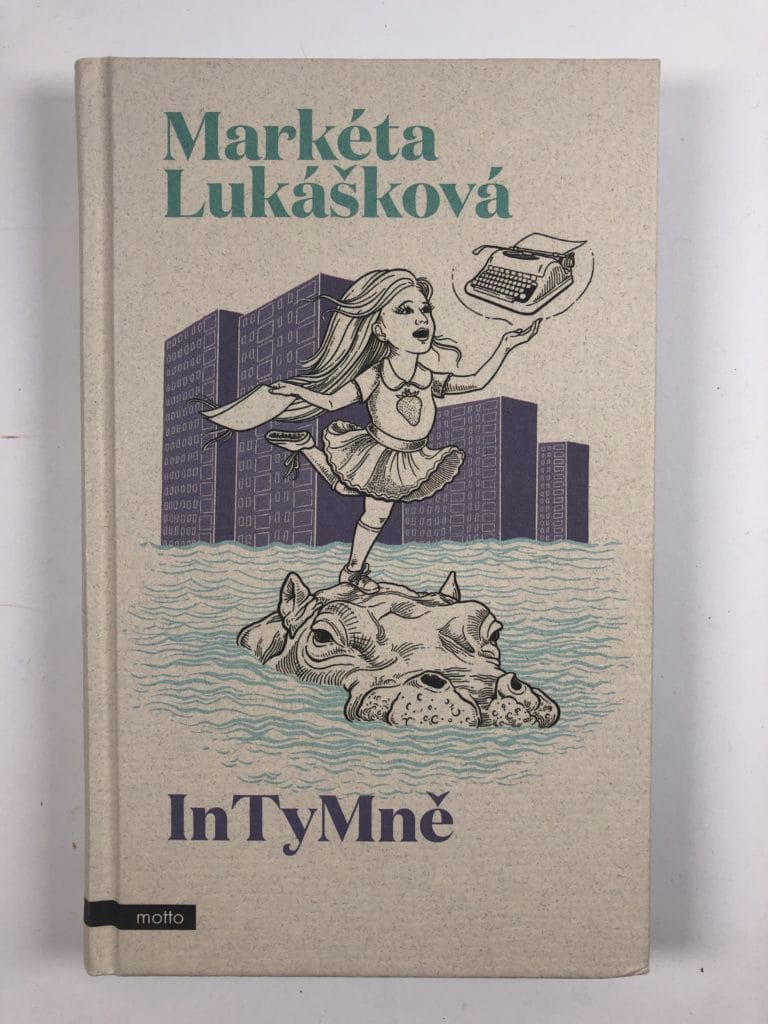 Markéta
Lukášková
InTyMně
motto